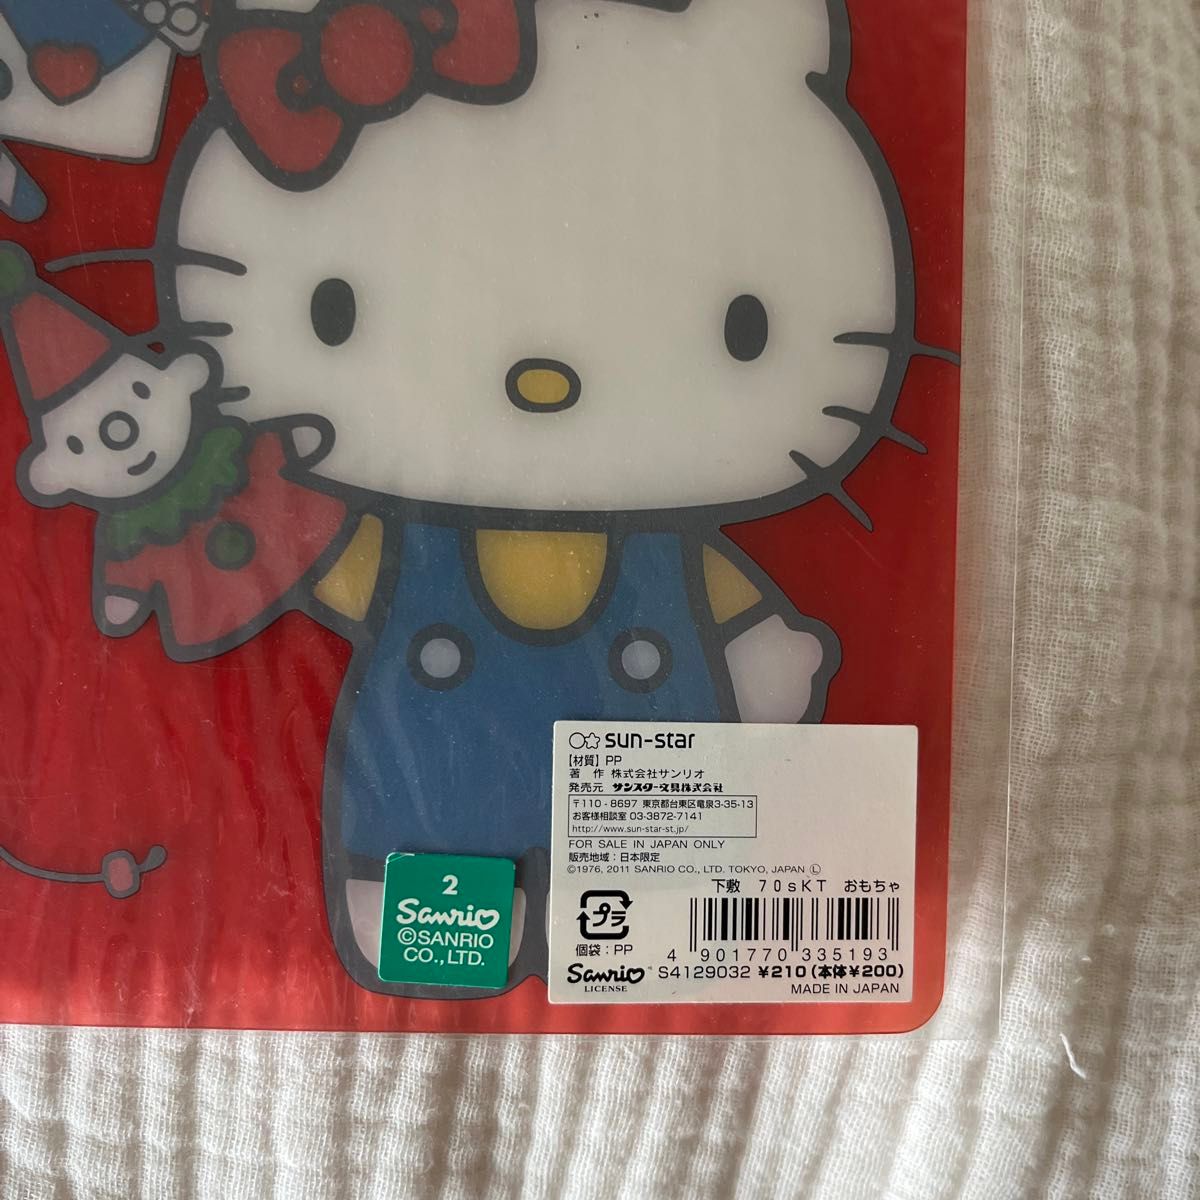 sun-star
【材質】PP
著 作 株式会社サンリオ
発売元 サンスター文具株式会社
〒110-8697 東京都台東区竜泉3-35-13
お客様相談室 03-3872-7141
http://www.sun-star-st.jp/
FOR SALE IN JAPAN ONLY
販売地域：日本限定
©1976, 2011 SANRIO CO., LTD. TOKYO, JAPAN Ⓛ
下敷 70sKT おもちゃ
プラ
個袋：PP
4 901770 335193
Sanrio S4129032 ¥210(本体¥200)
LICENSE
MADE IN JAPAN
2
Sanrio
©SANRIO
CO.,LTD.